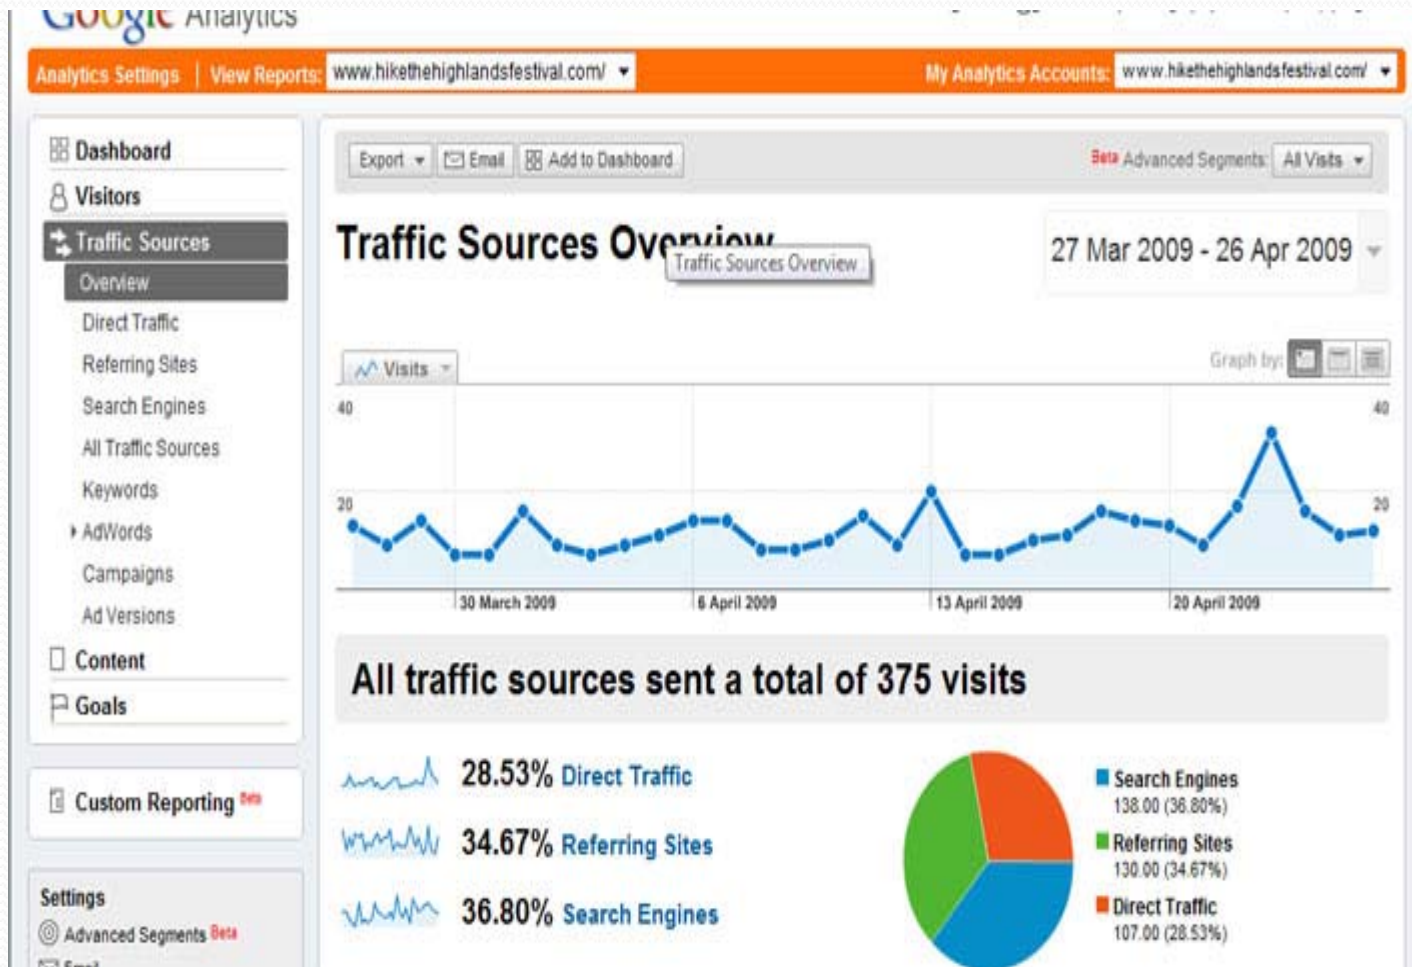 Google Analytics
Analytics Settings | View Reports: www.hikethehighlandsfestival.com/ My Analytics Accounts: www.hikethehighlandsfestival.com/
Dashboard
Visitors
Traffic Sources
Overview
Direct Traffic
Referring Sites
Search Engines
All Traffic Sources
Keywords
AdWords
Campaigns
Ad Versions
Content
Goals
Custom Reporting Beta
Settings
Advanced Segments Beta
Email
Export Email Add to Dashboard Beta Advanced Segments: All Visits
Traffic Sources Overview
Traffic Sources Overview
27 Mar 2009 - 26 Apr 2009
Visits Graph by:
40 40
20 20
30 March 2009 6 April 2009 13 April 2009 20 April 2009
All traffic sources sent a total of 375 visits
28.53% Direct Traffic
34.67% Referring Sites
36.80% Search Engines
Search Engines
138.00 (36.80%)
Referring Sites
130.00 (34.67%)
Direct Traffic
107.00 (28.53%)